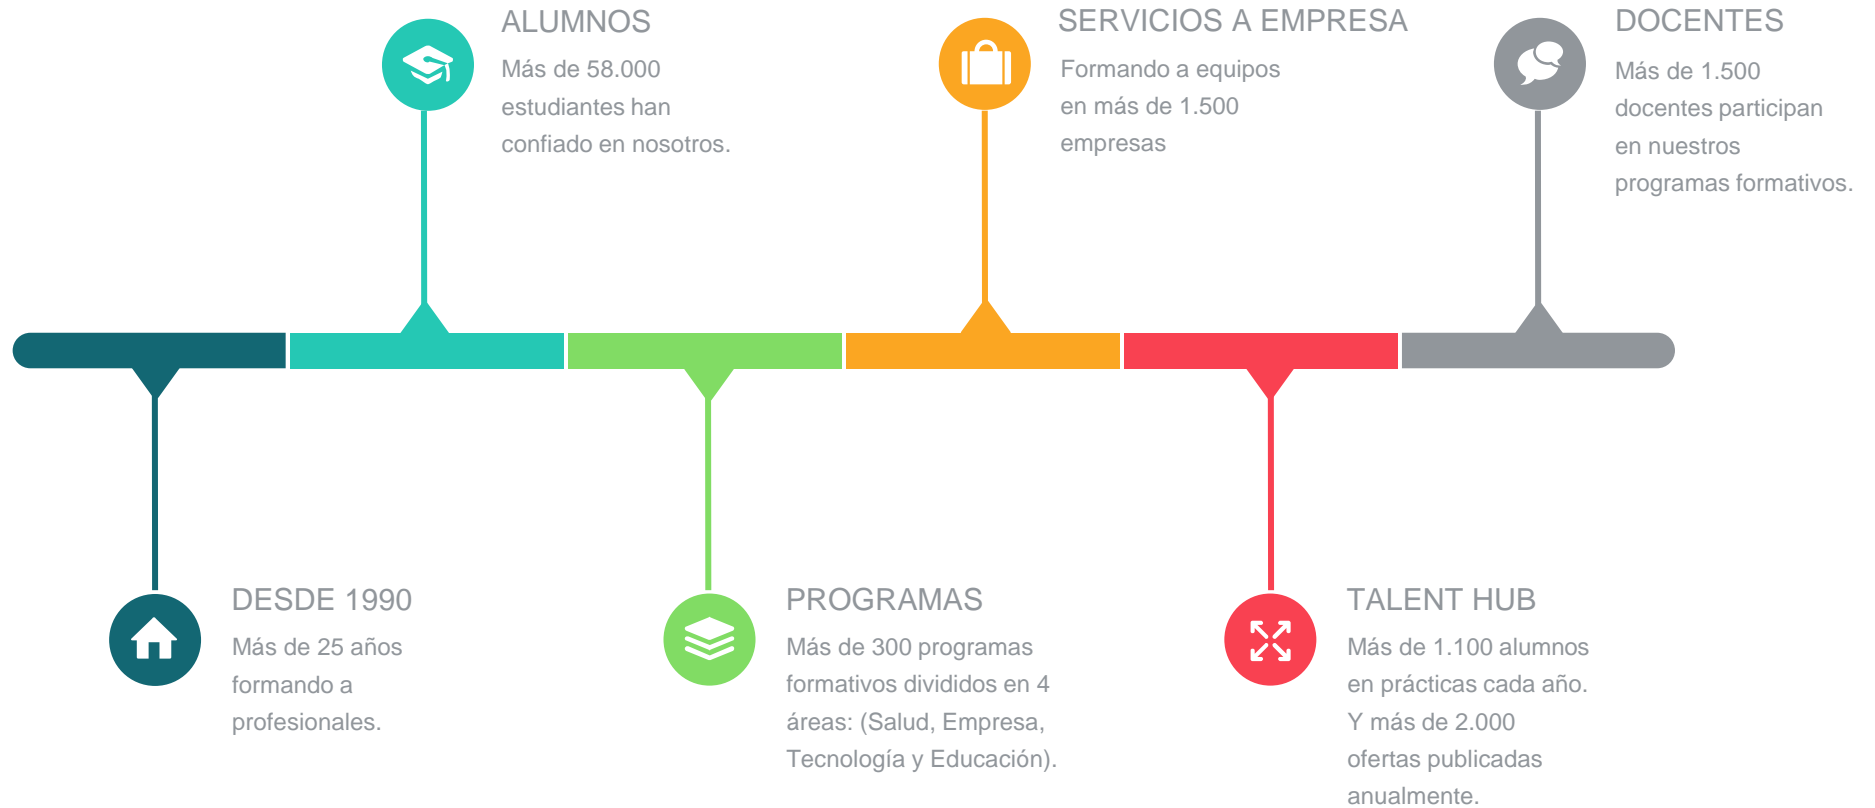 ALUMNOS
Más de 58.000
estudiantes han
confiado en nosotros.
SERVICIOS A EMPRESA
Formando a equipos
en más de 1.500
empresas
DOCENTES
Más de 1.500
docentes participan
en nuestros
programas formativos.
DESDE 1990
Más de 25 años
formando a
profesionales.
PROGRAMAS
Más de 300 programas
formativos divididos en 4
áreas: (Salud, Empresa,
Tecnología y Educación).
TALENT HUB
Más de 1.100 alumnos
en prácticas cada año.
Y más de 2.000
ofertas publicadas
anualmente.